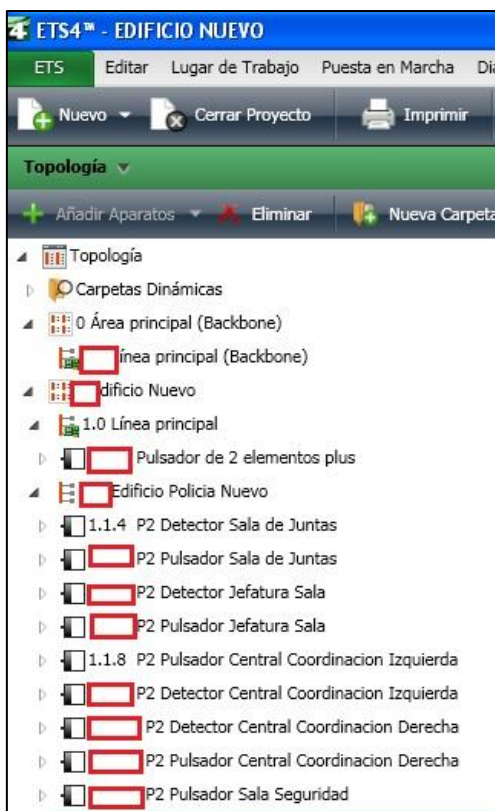 ETS4™ - EDIFICIO NUEVO
ETS Editar Lugar de Trabajo Puesta en Marcha
Nuevo Cerrar Proyecto Imprimir
Topología
Añadir Aparatos Eliminar Nueva Carpeta
Topología
Carpetas Dinámicas
0 Área principal (Backbone)
ínea principal (Backbone)
dificio Nuevo
1.0 Línea principal
Pulsador de 2 elementos plus
Edificio Policia Nuevo
1.1.4 P2 Detector Sala de Juntas
P2 Pulsador Sala de Juntas
P2 Detector Jefatura Sala
P2 Pulsador Jefatura Sala
1.1.8 P2 Pulsador Central Coordinacion Izquierda
P2 Detector Central Coordinacion Izquierda
P2 Detector Central Coordinacion Derecha
P2 Pulsador Central Coordinacion Derecha
P2 Pulsador Sala Seguridad